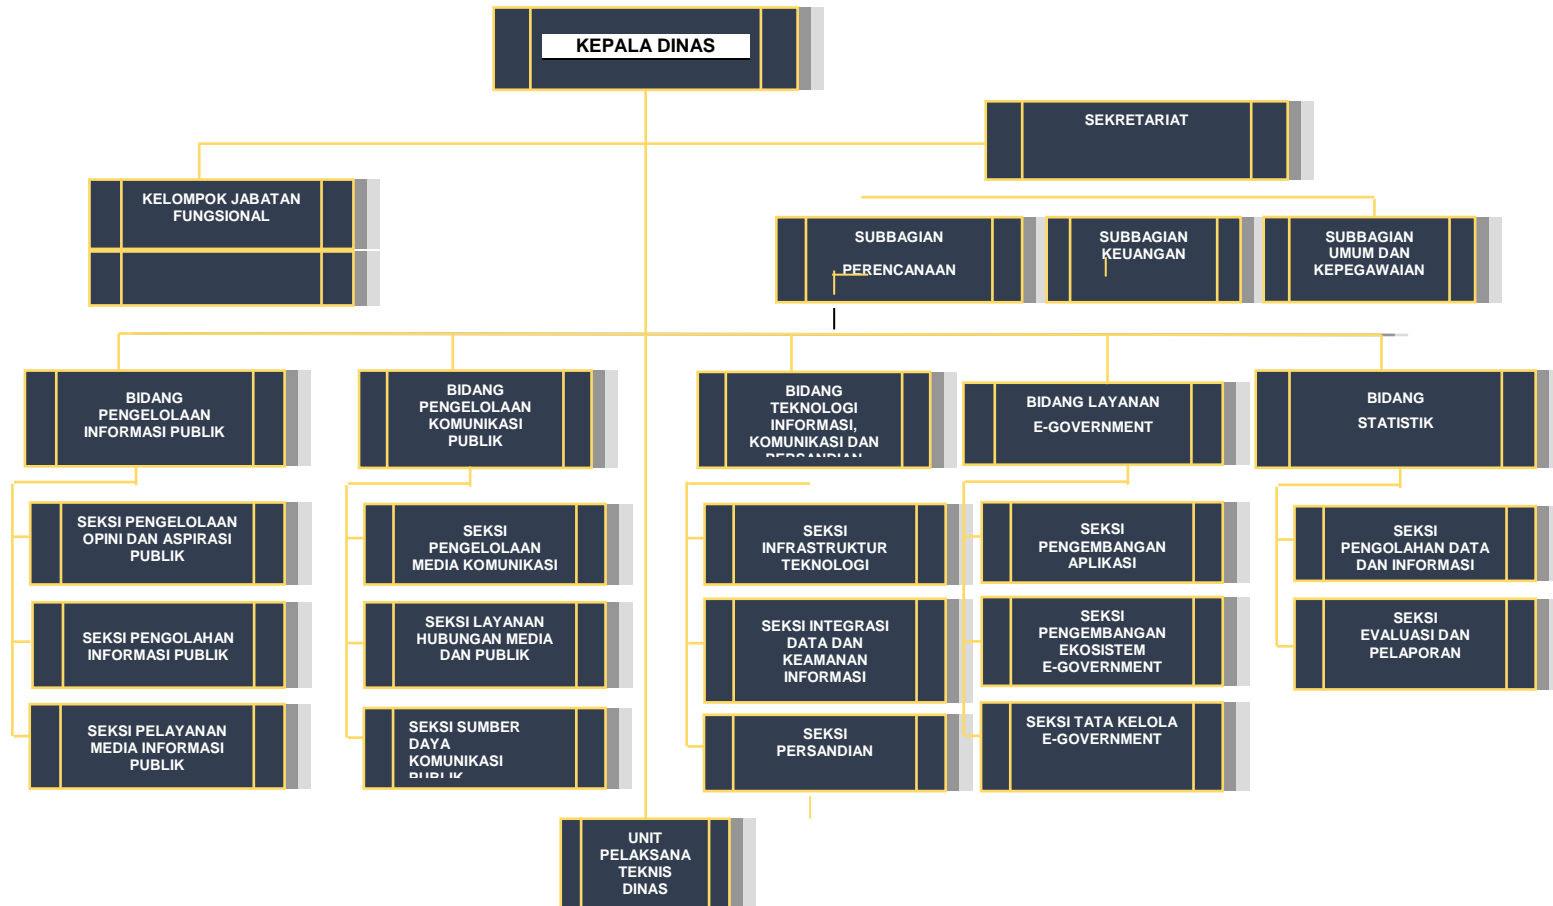 KEPALA DINAS
SEKRETARIAT
KELOMPOK JABATAN
FUNGSIONAL
SUBBAGIAN
PERENCANAAN
SUBBAGIAN
KEUANGAN
SUBBAGIAN
UMUM DAN
KEPEGAWAIAN
BIDANG
PENGELOLAAN
INFORMASI PUBLIK
BIDANG
PENGELOLAAN
KOMUNIKASI
PUBLIK
BIDANG
TEKNOLOGI
INFORMASI,
KOMUNIKASI DAN
PERSANDIAN
BIDANG LAYANAN
E-GOVERNMENT
BIDANG
STATISTIK
SEKSI PENGELOLAAN
OPINI DAN ASPIRASI
PUBLIK
SEKSI PENGOLAHAN
INFORMASI PUBLIK
SEKSI PELAYANAN
MEDIA INFORMASI
PUBLIK
SEKSI
PENGELOLAAN
MEDIA KOMUNIKASI
SEKSI LAYANAN
HUBUNGAN MEDIA
DAN PUBLIK
SEKSI SUMBER
DAYA
KOMUNIKASI
PUBLIK
SEKSI
INFRASTRUKTUR
TEKNOLOGI
SEKSI INTEGRASI
DATA DAN
KEAMANAN
INFORMASI
SEKSI
PERSANDIAN
SEKSI
PENGEMBANGAN
APLIKASI
SEKSI
PENGEMBANGAN
EKOSISTEM
E-GOVERNMENT
SEKSI TATA KELOLA
E-GOVERNMENT
SEKSI
PENGOLAHAN DATA
DAN INFORMASI
SEKSI
EVALUASI DAN
PELAPORAN
UNIT
PELAKSANA
TEKNIS
DINAS